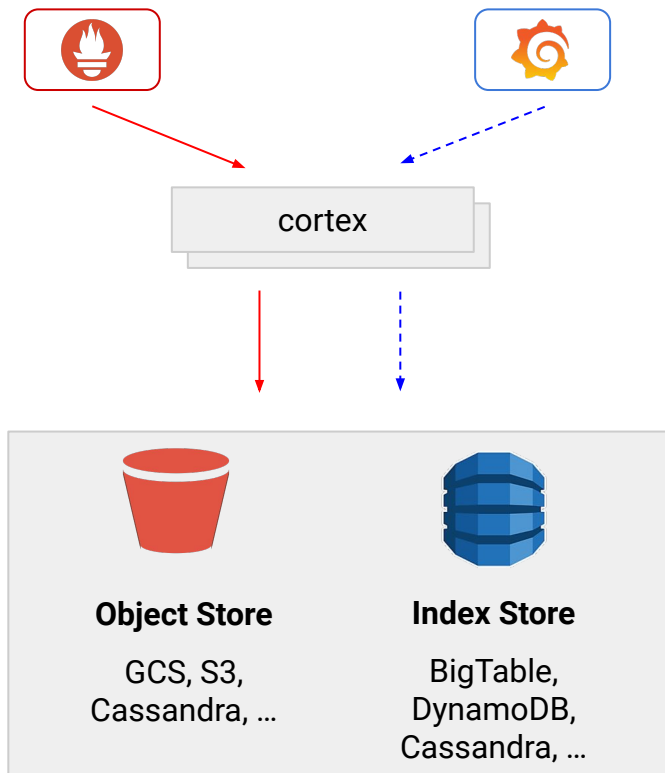 cortex
Object Store
GCS, S3,
Cassandra, …
Index Store
BigTable,
DynamoDB,
Cassandra, …